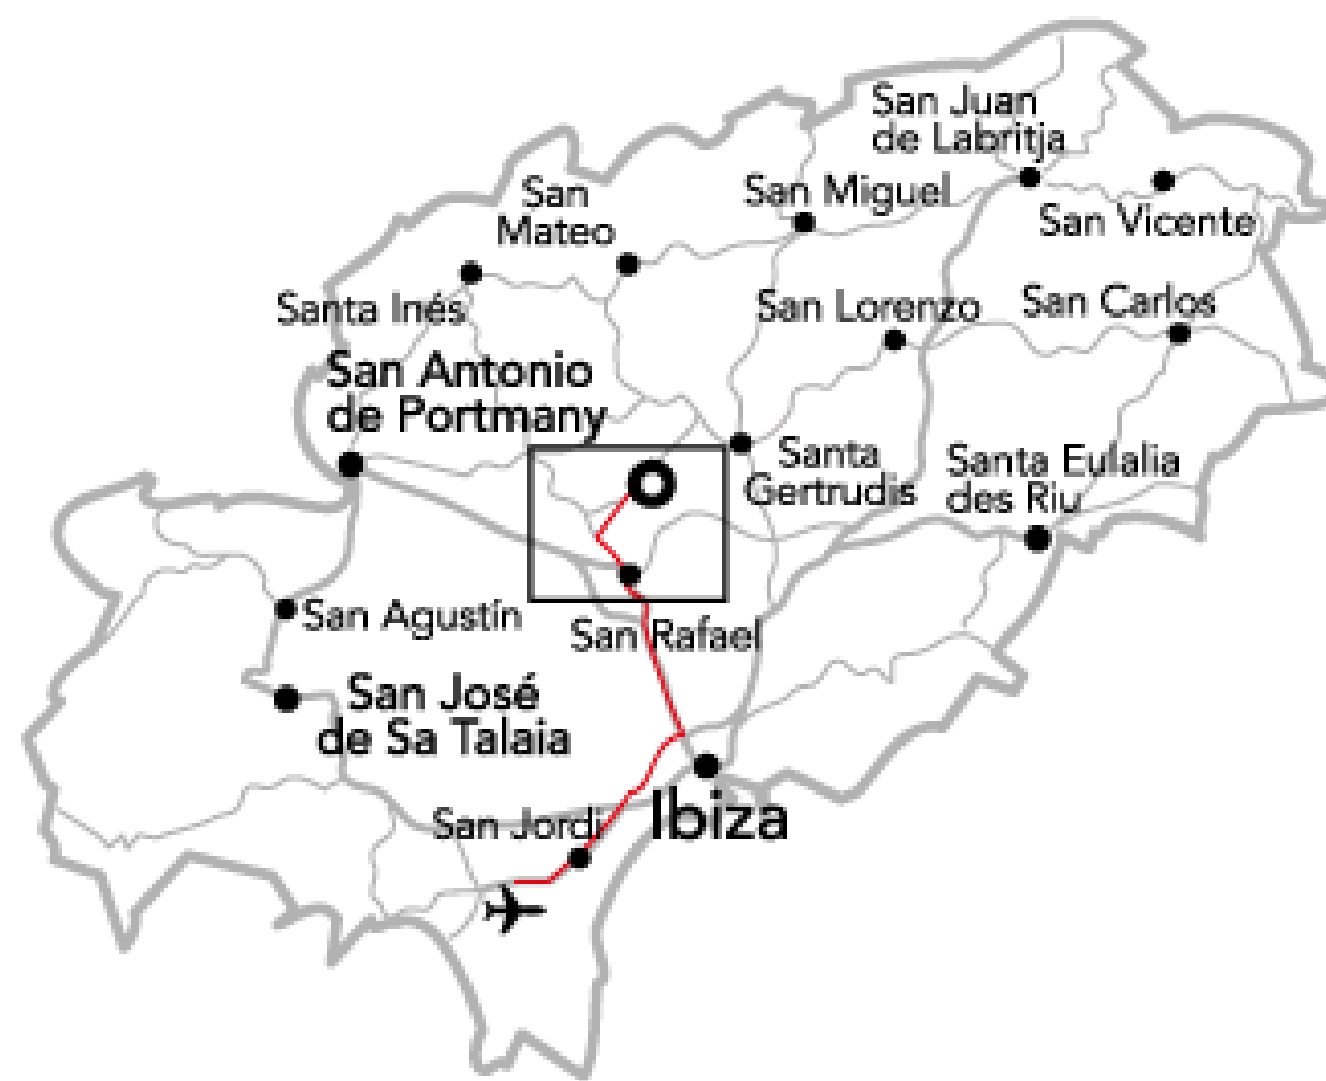 San Juan
de Labritja
San
Mateo
San Miguel
San Vicente
Santa Inés
San Lorenzo
San Carlos
San Antonio
de Portmany
Santa
Gertrudis
Santa Eulalia
des Riu
San Agustín
San Rafael
San José
de Sa Talaia
San Jordi
Ibiza